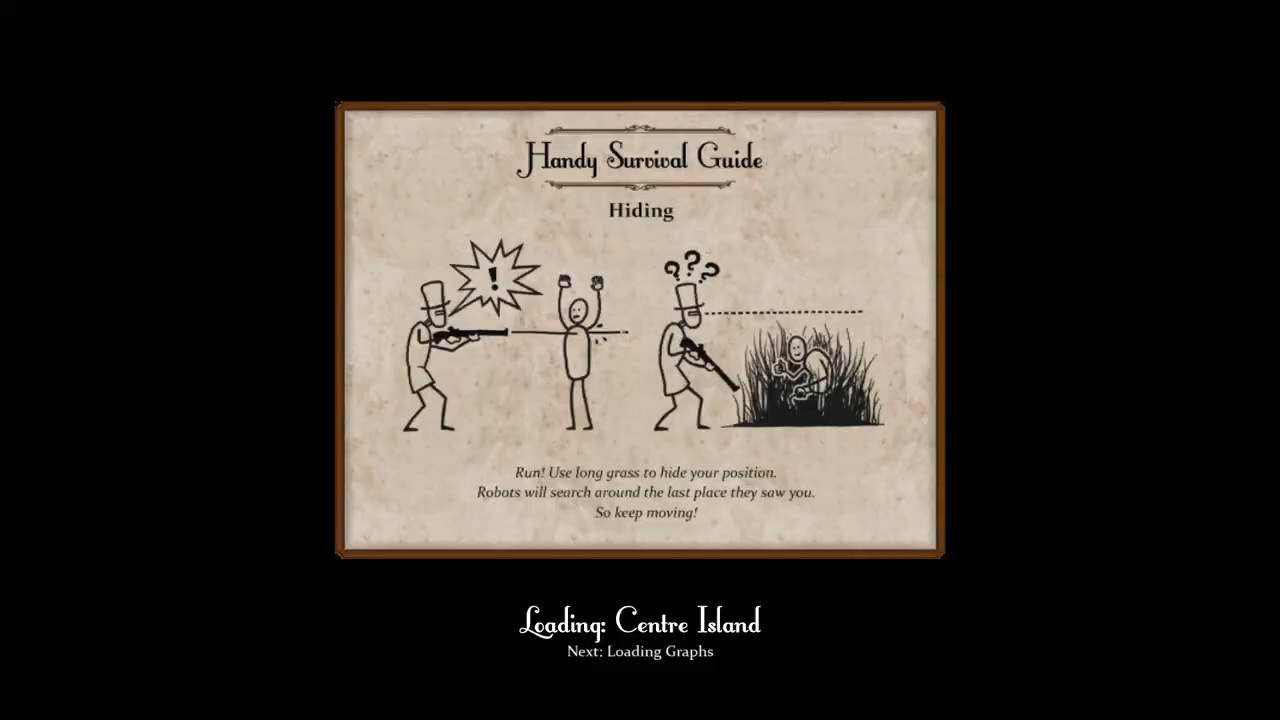 Handy Survival Guide
Hiding
!
???
Run! Use long grass to hide your position.
Robots will search around the last place they saw you.
So keep moving!
Loading: Centre Island
Next: Loading Graphs